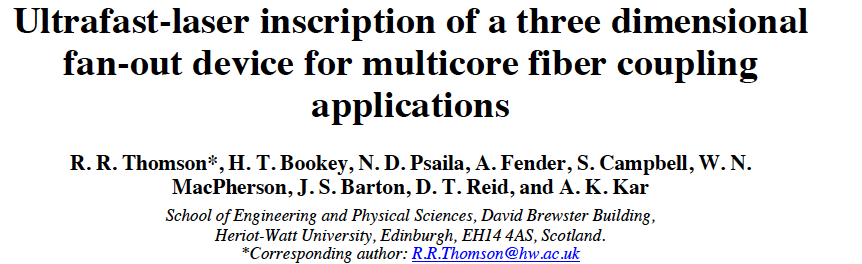 Ultrafast-laser inscription of a three dimensional
fan-out device for multicore fiber coupling
applications
R. R. Thomson*, H. T. Bookey, N. D. Psaila, A. Fender, S. Campbell, W. N.
MacPherson, J. S. Barton, D. T. Reid, and A. K. Kar
School of Engineering and Physical Sciences, David Brewster Building,
Heriot-Watt University, Edinburgh, EH14 4AS, Scotland.
*Corresponding author: R.R.Thomson@hw.ac.uk